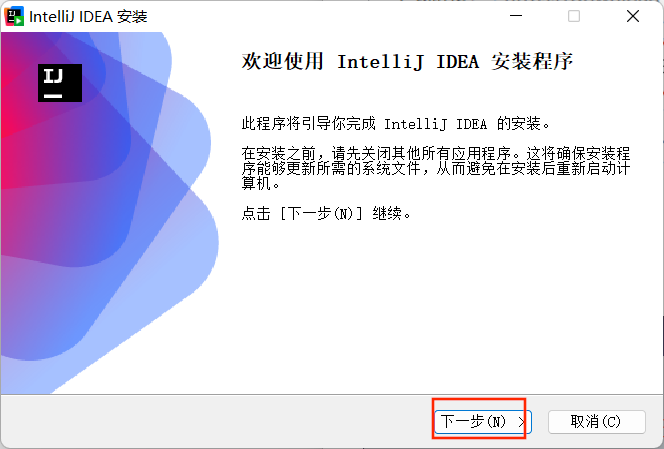 IntelliJ IDEA 安装
IJ
欢迎使用 IntelliJ IDEA 安装程序
此程序将引导你完成 IntelliJ IDEA 的安装。
在安装之前，请先关闭其他所有应用程序。这将确保安装程
序能够更新所需的系统文件，从而避免在安装后重新启动计
算机。
点击 [下一步(N)] 继续。
下一步(N) >
取消(C)